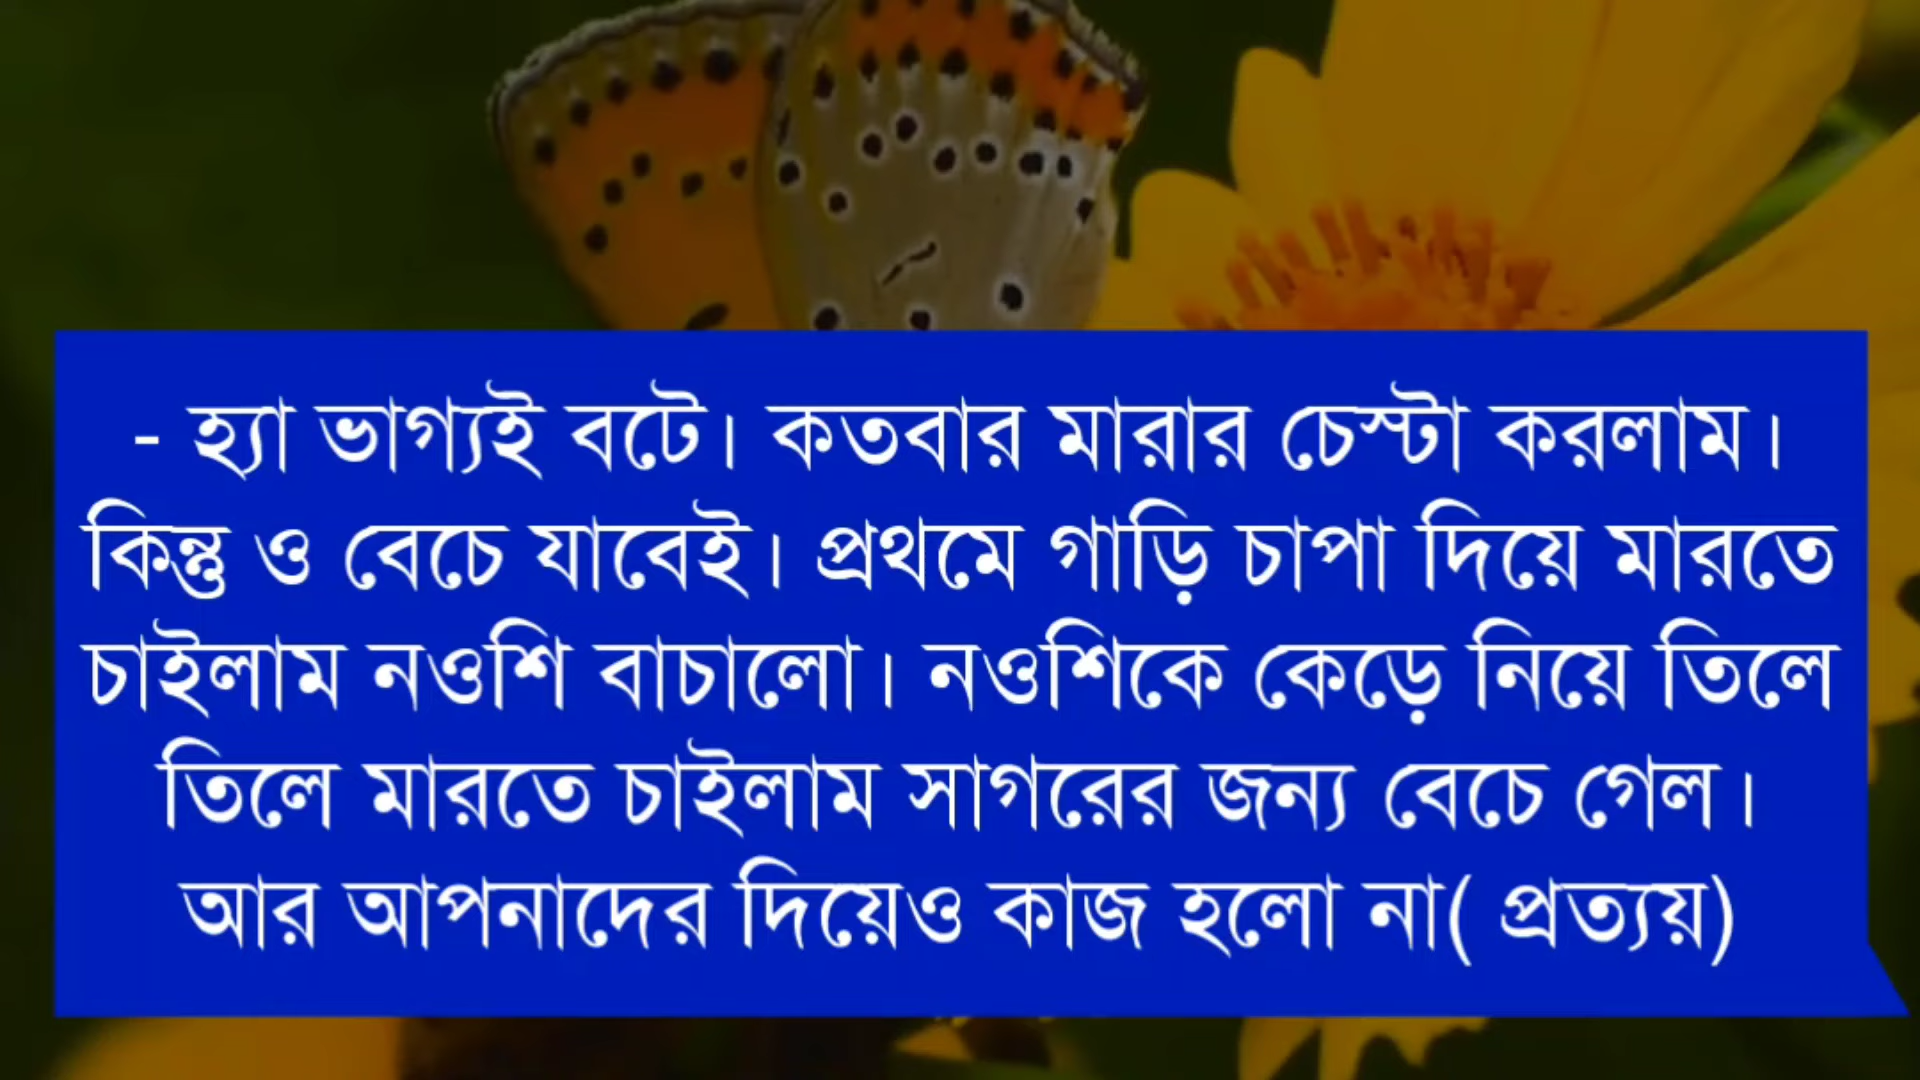 - হ্যা ভাগ্যই বটে। কতবার মারার চেস্টা করলাম।
কিন্তু ও বেচে যাবেই। প্রথমে গাড়ি চাপা দিয়ে মারতে
চাইলাম নওশি বাচালো। নওশিকে কেড়ে নিয়ে তিলে
তিলে মারতে চাইলাম সাগরের জন্য বেচে গেল।
আর আপনাদের দিয়েও কাজ হলো না( প্রত্যয়)